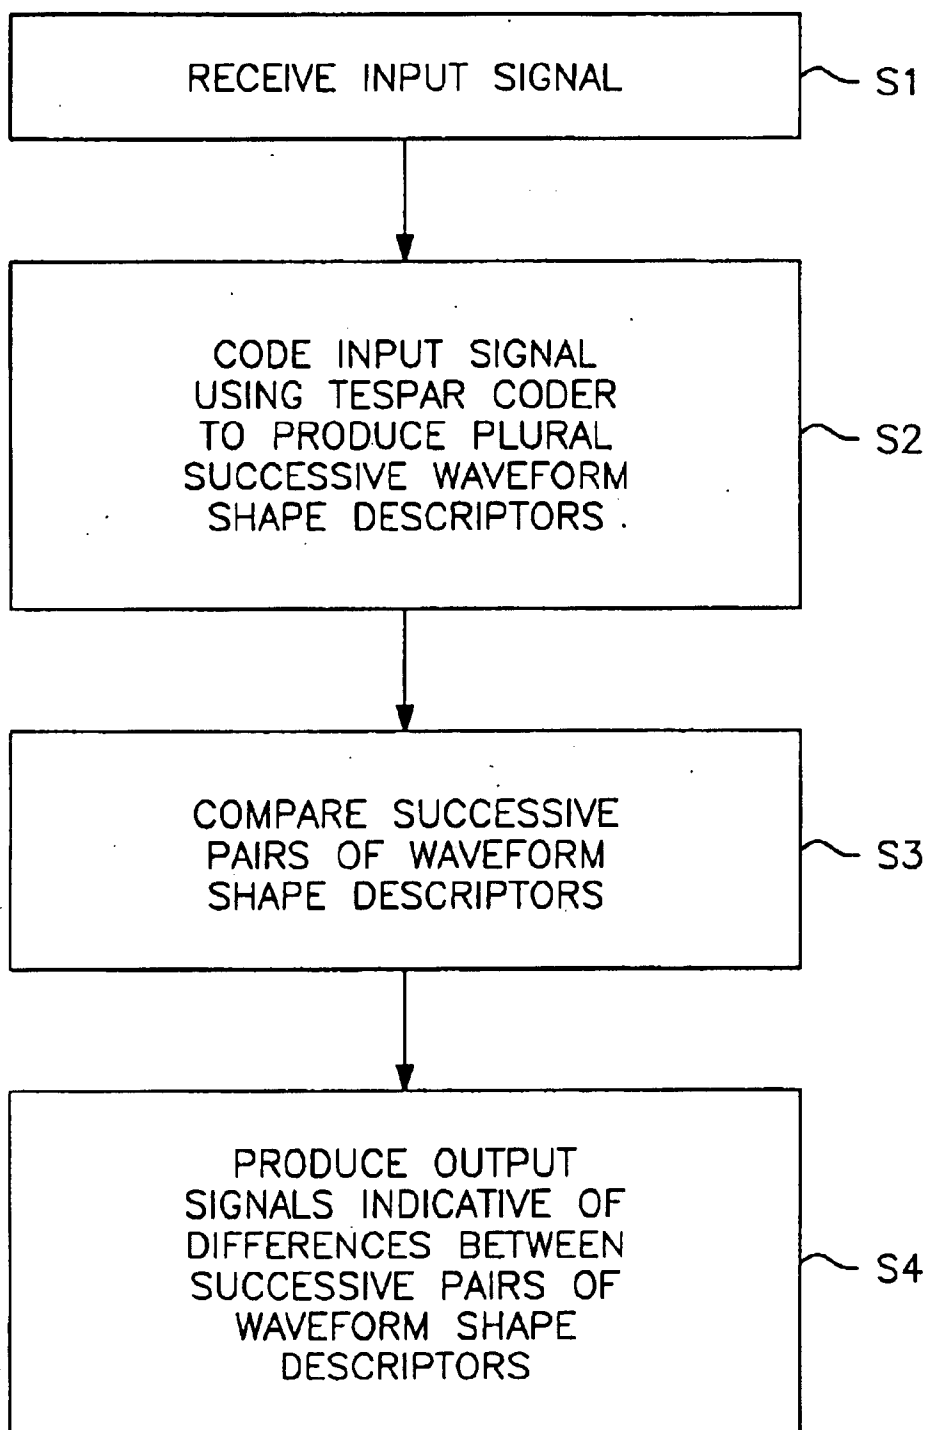 RECEIVE INPUT SIGNAL
S1
CODE INPUT SIGNAL
USING TESPAR CODER
TO PRODUCE PLURAL
SUCCESSIVE WAVEFORM
SHAPE DESCRIPTORS
S2
COMPARE SUCCESSIVE
PAIRS OF WAVEFORM
SHAPE DESCRIPTORS
S3
PRODUCE OUTPUT
SIGNALS INDICATIVE OF
DIFFERENCES BETWEEN
SUCCESSIVE PAIRS OF
WAVEFORM SHAPE
DESCRIPTORS
S4